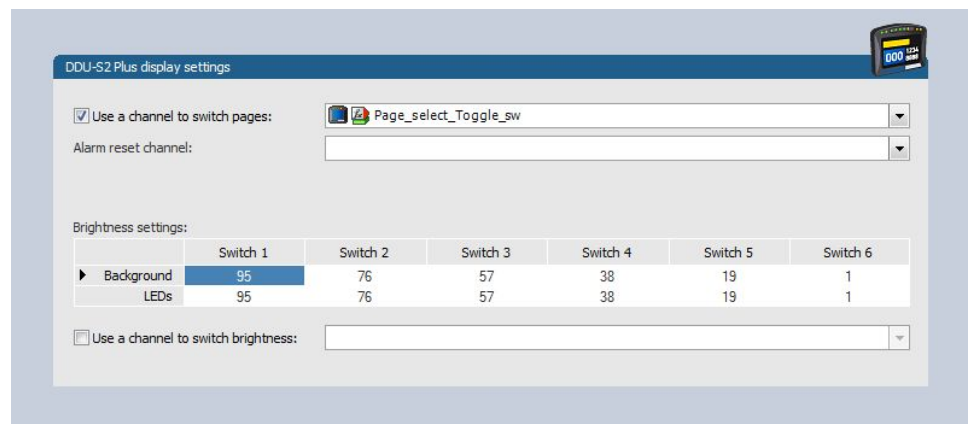 DDU-S2 Plus display settings
Use a channel to switch pages: Page_select_Toggle_sw
Alarm reset channel:
Brightness settings:
Switch 1 Switch 2 Switch 3 Switch 4 Switch 5 Switch 6
Background 95 76 57 38 19 1
LEDs 95 76 57 38 19 1
Use a channel to switch brightness: